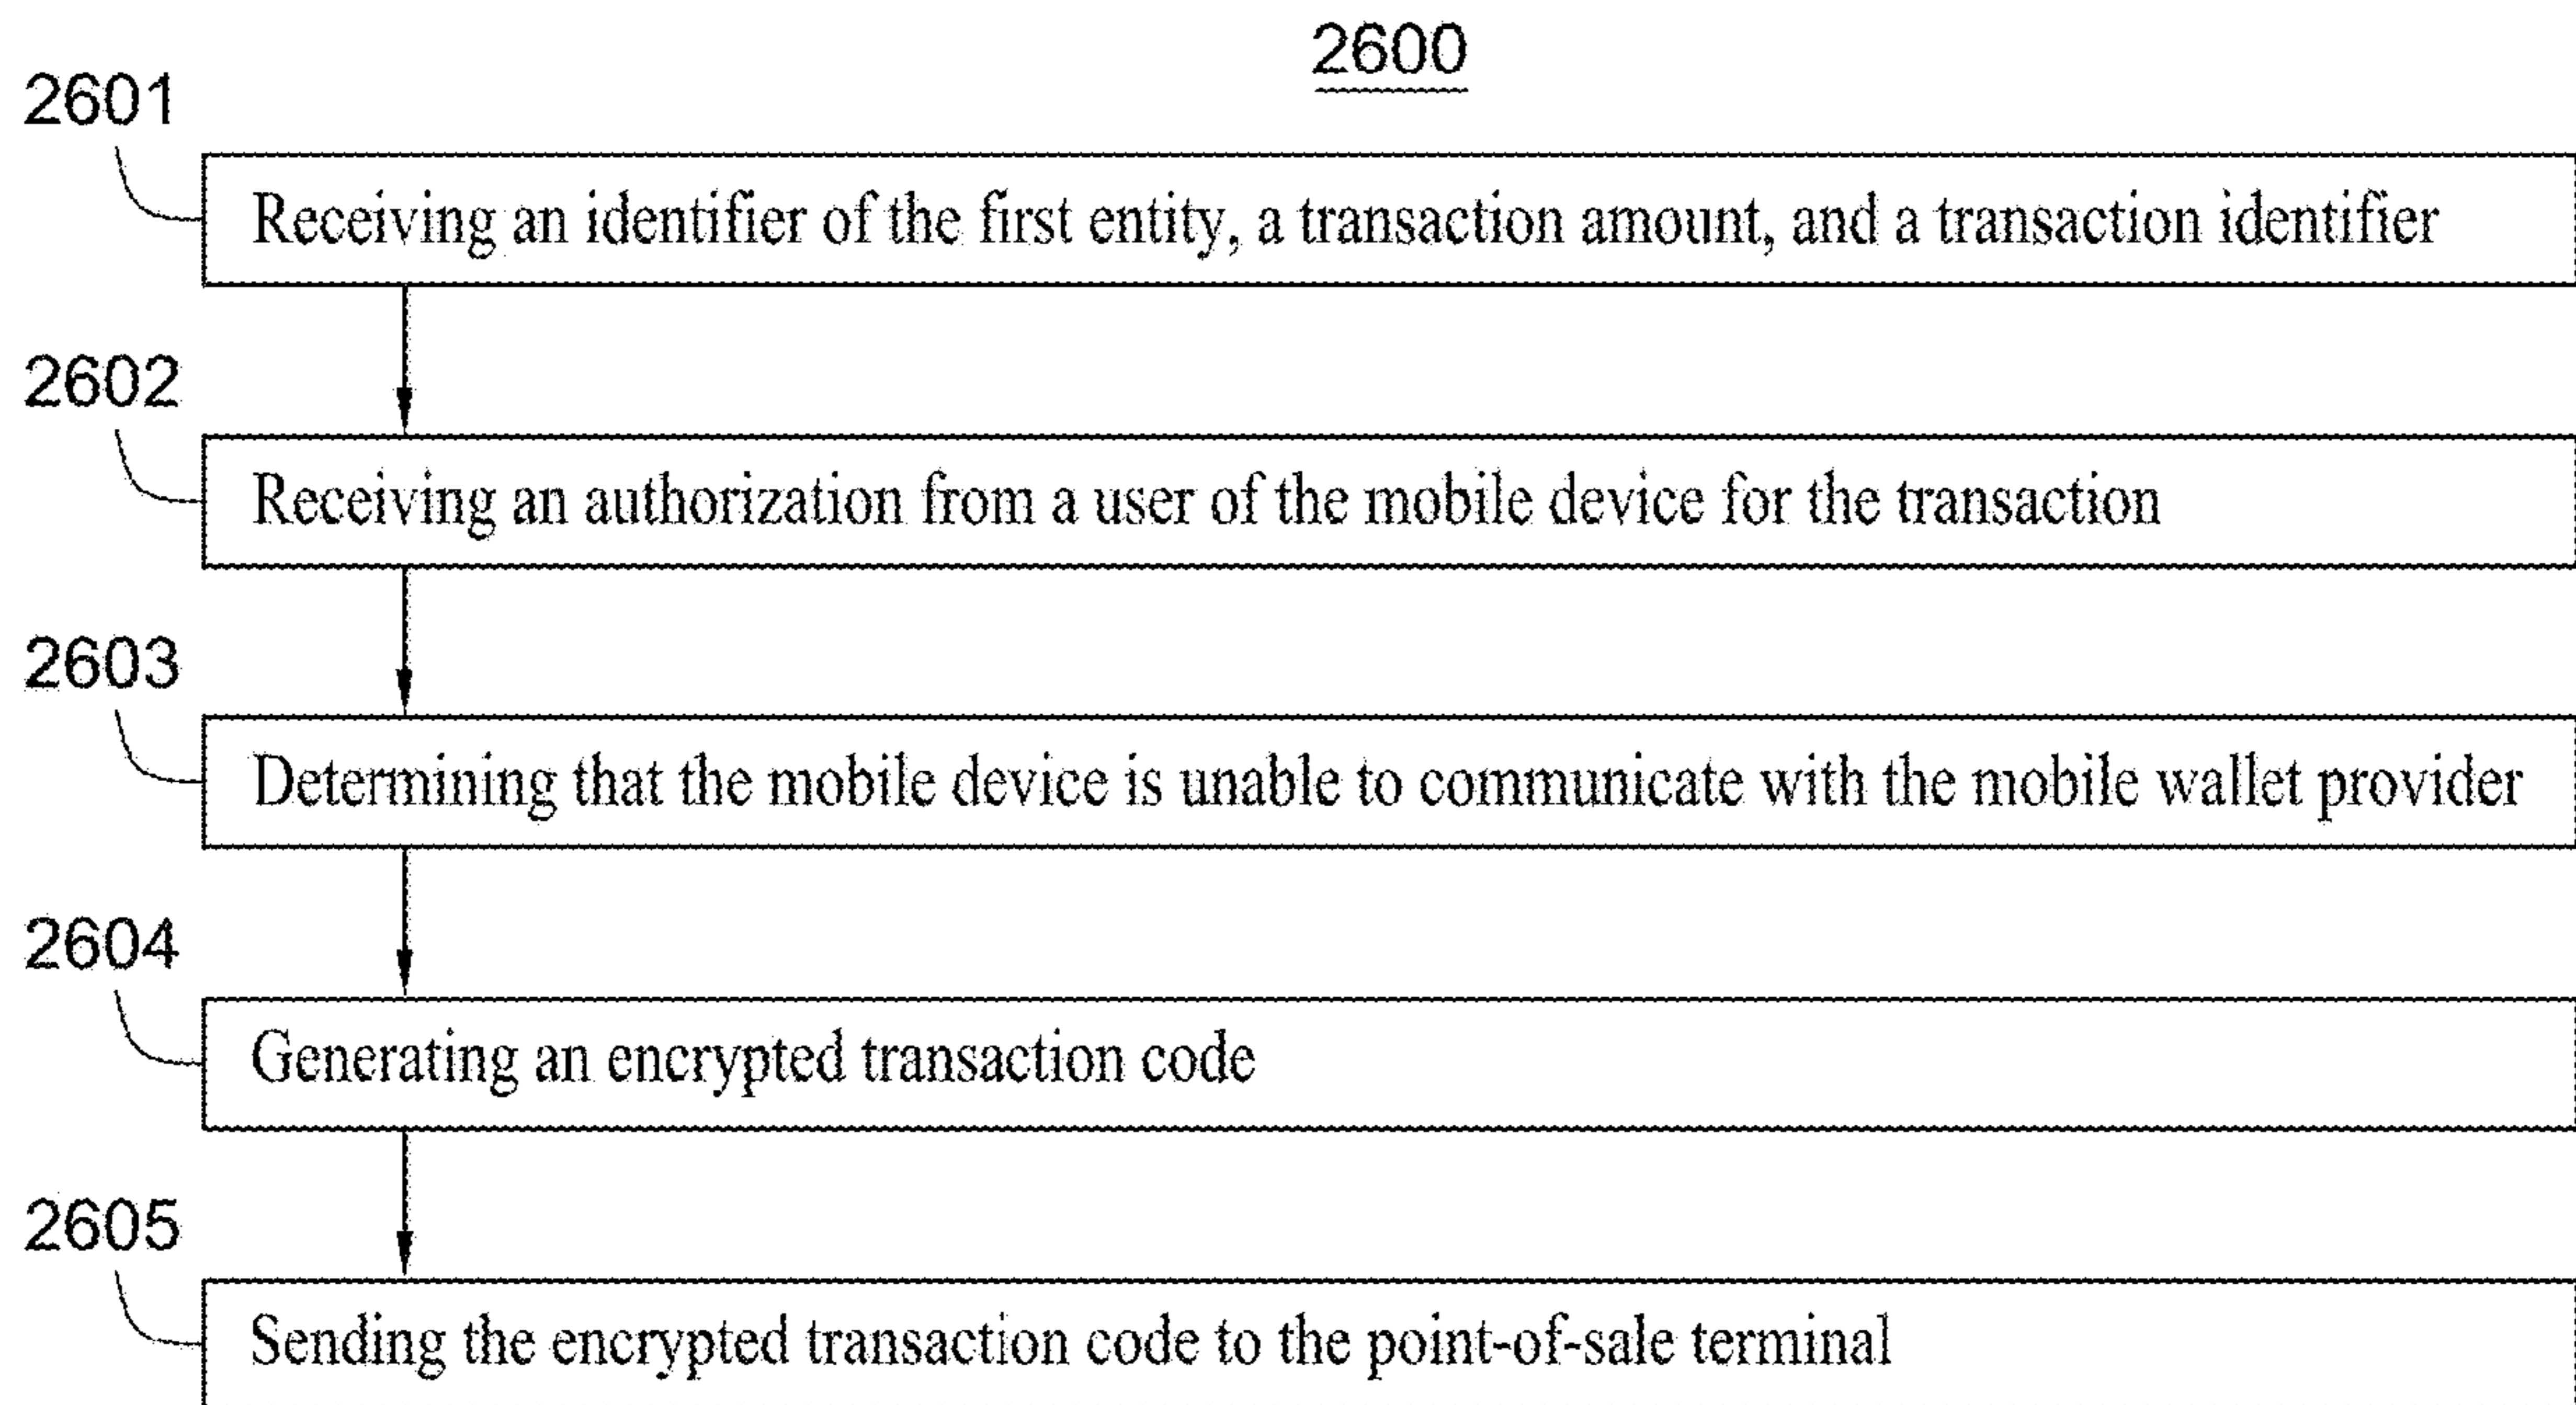 2600
2601
Receiving an identifier of the first entity, a transaction amount, and a transaction identifier
2602
Receiving an authorization from a user of the mobile device for the transaction
2603
Determining that the mobile device is unable to communicate with the mobile wallet provider
2604
Generating an encrypted transaction code
2605
Sending the encrypted transaction code to the point-of-sale terminal